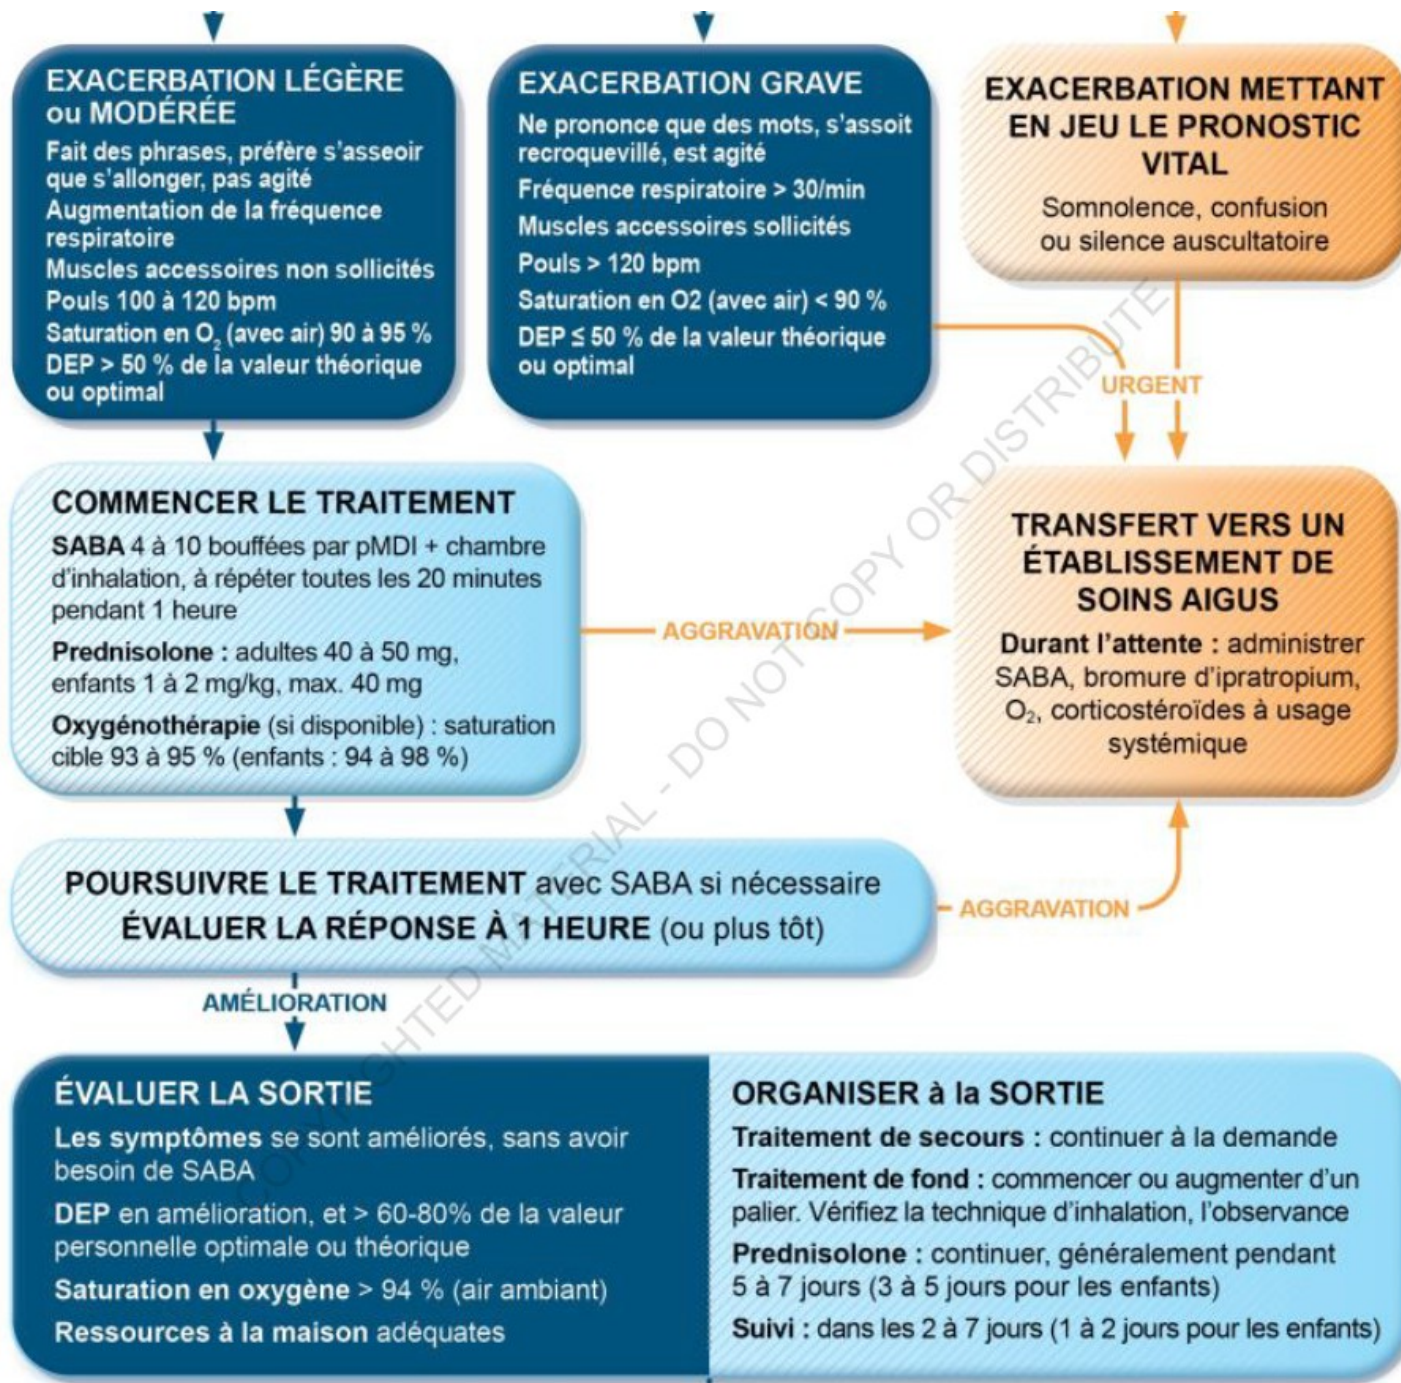 EXACERBATION LÉGÈRE
ou MODÉRÉE
Fait des phrases, préfère s’asseoir
que s’allonger, pas agité
Augmentation de la fréquence
respiratoire
Muscles accessoires non sollicités
Pouls 100 à 120 bpm
Saturation en O₂ (avec air) 90 à 95 %
DEP > 50 % de la valeur théorique
ou optimal
EXACERBATION GRAVE
Ne prononce que des mots, s’assoit
recroquevillé, est agité
Fréquence respiratoire > 30/min
Muscles accessoires sollicités
Pouls > 120 bpm
Saturation en O2 (avec air) < 90 %
DEP ≤ 50 % de la valeur théorique
ou optimal
EXACERBATION METTANT
EN JEU LE PRONOSTIC
VITAL
Somnolence, confusion
ou silence auscultatoire
URGENT
COMMENCER LE TRAITEMENT
SABA 4 à 10 bouffées par pMDI + chambre
d’inhalation, à répéter toutes les 20 minutes
pendant 1 heure
Prednisolone : adultes 40 à 50 mg,
enfants 1 à 2 mg/kg, max. 40 mg
Oxygénothérapie (si disponible) : saturation
cible 93 à 95 % (enfants : 94 à 98 %)
AGGRAVATION
TRANSFERT VERS UN
ÉTABLISSEMENT DE
SOINS AIGUS
Durant l’attente : administrer
SABA, bromure d’ipratropium,
O₂, corticostéroïdes à usage
systémique
POURSUIVRE LE TRAITEMENT avec SABA si nécessaire
ÉVALUER LA RÉPONSE À 1 HEURE (ou plus tôt)
AGGRAVATION
AMÉLIORATION
ÉVALUER LA SORTIE
Les symptômes se sont améliorés, sans avoir
besoin de SABA
DEP en amélioration, et > 60-80% de la valeur
personnelle optimale ou théorique
Saturation en oxygène > 94 % (air ambiant)
Ressources à la maison adéquates
ORGANISER à la SORTIE
Traitement de secours : continuer à la demande
Traitement de fond : commencer ou augmenter d’un
palier. Vérifiez la technique d’inhalation, l’observance
Prednisolone : continuer, généralement pendant
5 à 7 jours (3 à 5 jours pour les enfants)
Suivi : dans les 2 à 7 jours (1 à 2 jours pour les enfants)
COPYRIGHTED MATERIAL - DO NOT COPY OR DISTRIBUTE